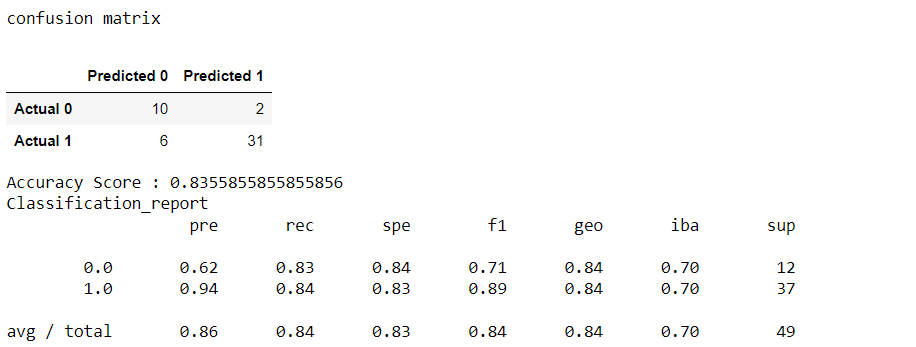 confusion matrix
Predicted 0 Predicted 1
Actual 0 10 2
Actual 1 6 31
Accuracy Score : 0.8355855855855856
Classification_report
pre rec spe f1 geo iba sup
0.0 0.62 0.83 0.84 0.71 0.84 0.70 12
1.0 0.94 0.84 0.83 0.89 0.84 0.70 37
avg / total 0.86 0.84 0.83 0.84 0.84 0.70 49